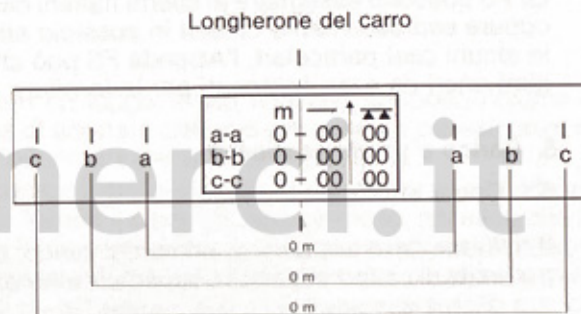 Longherone del carro
m
a-a 0 - 00 00
b-b 0 - 00 00
c-c 0 - 00 00
c b a a b c
merci.it
0 m
0 m
0 m